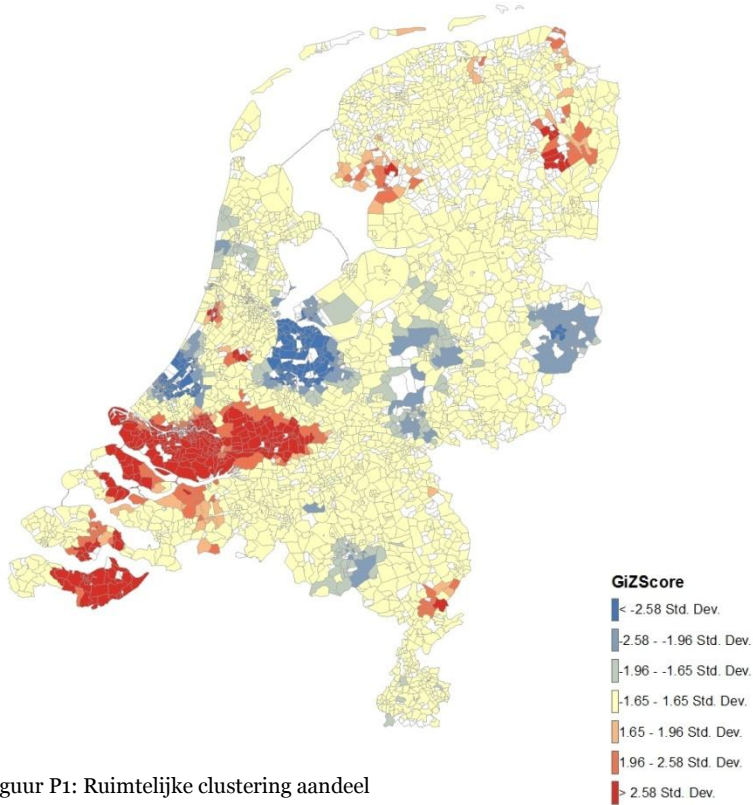 GiZScore
< -2.58 Std. Dev.
-2.58 - -1.96 Std. Dev.
-1.96 - -1.65 Std. Dev.
-1.65 - 1.65 Std. Dev.
1.65 - 1.96 Std. Dev.
1.96 - 2.58 Std. Dev.
> 2.58 Std. Dev.
guur P1: Ruimtelijke clustering aandeel